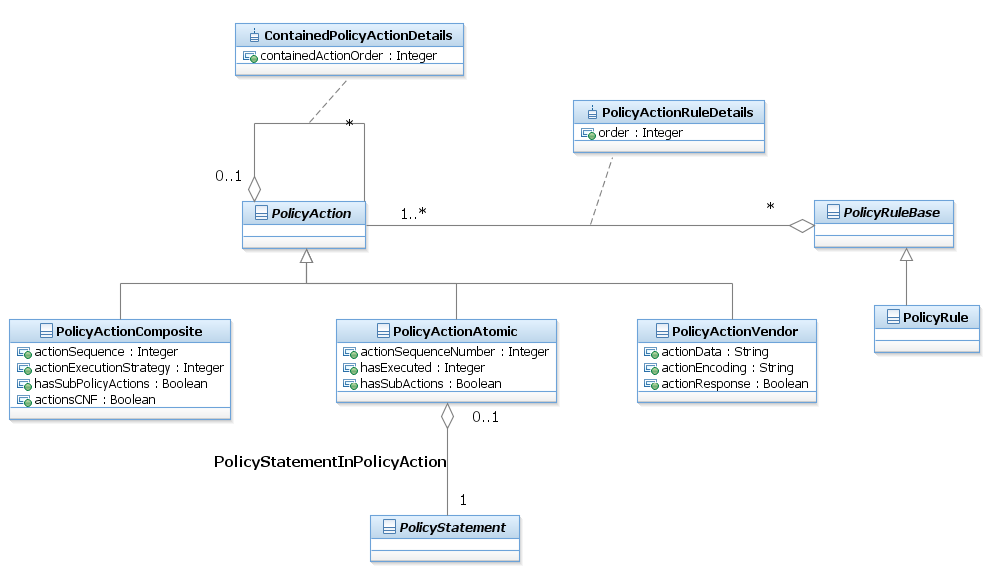 ContainedPolicyActionDetails
containedActionOrder : Integer
PolicyActionRuleDetails
order : Integer
*
0..1
PolicyAction
1..*
*
PolicyRuleBase
PolicyRule
PolicyActionComposite
actionSequence : Integer
actionExecutionStrategy : Integer
hasSubPolicyActions : Boolean
actionsCNF : Boolean
PolicyActionAtomic
actionSequenceNumber : Integer
hasExecuted : Integer
hasSubActions : Boolean
PolicyActionVendor
actionData : String
actionEncoding : String
actionResponse : Boolean
0..1
PolicyStatementInPolicyAction
1
PolicyStatement